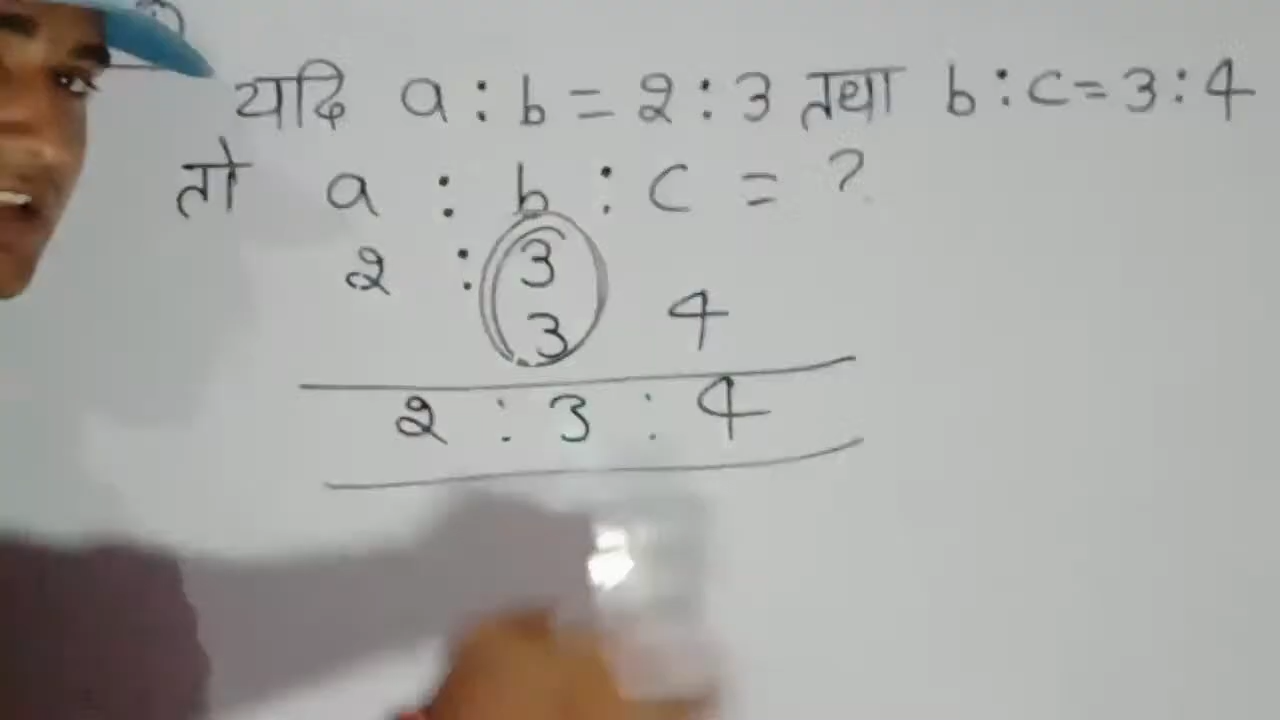 यदि a : b = 2 : 3 तथा b : c = 3 : 4
तो a : b : c = ?
2 : 3
3 4
2 : 3 : 4